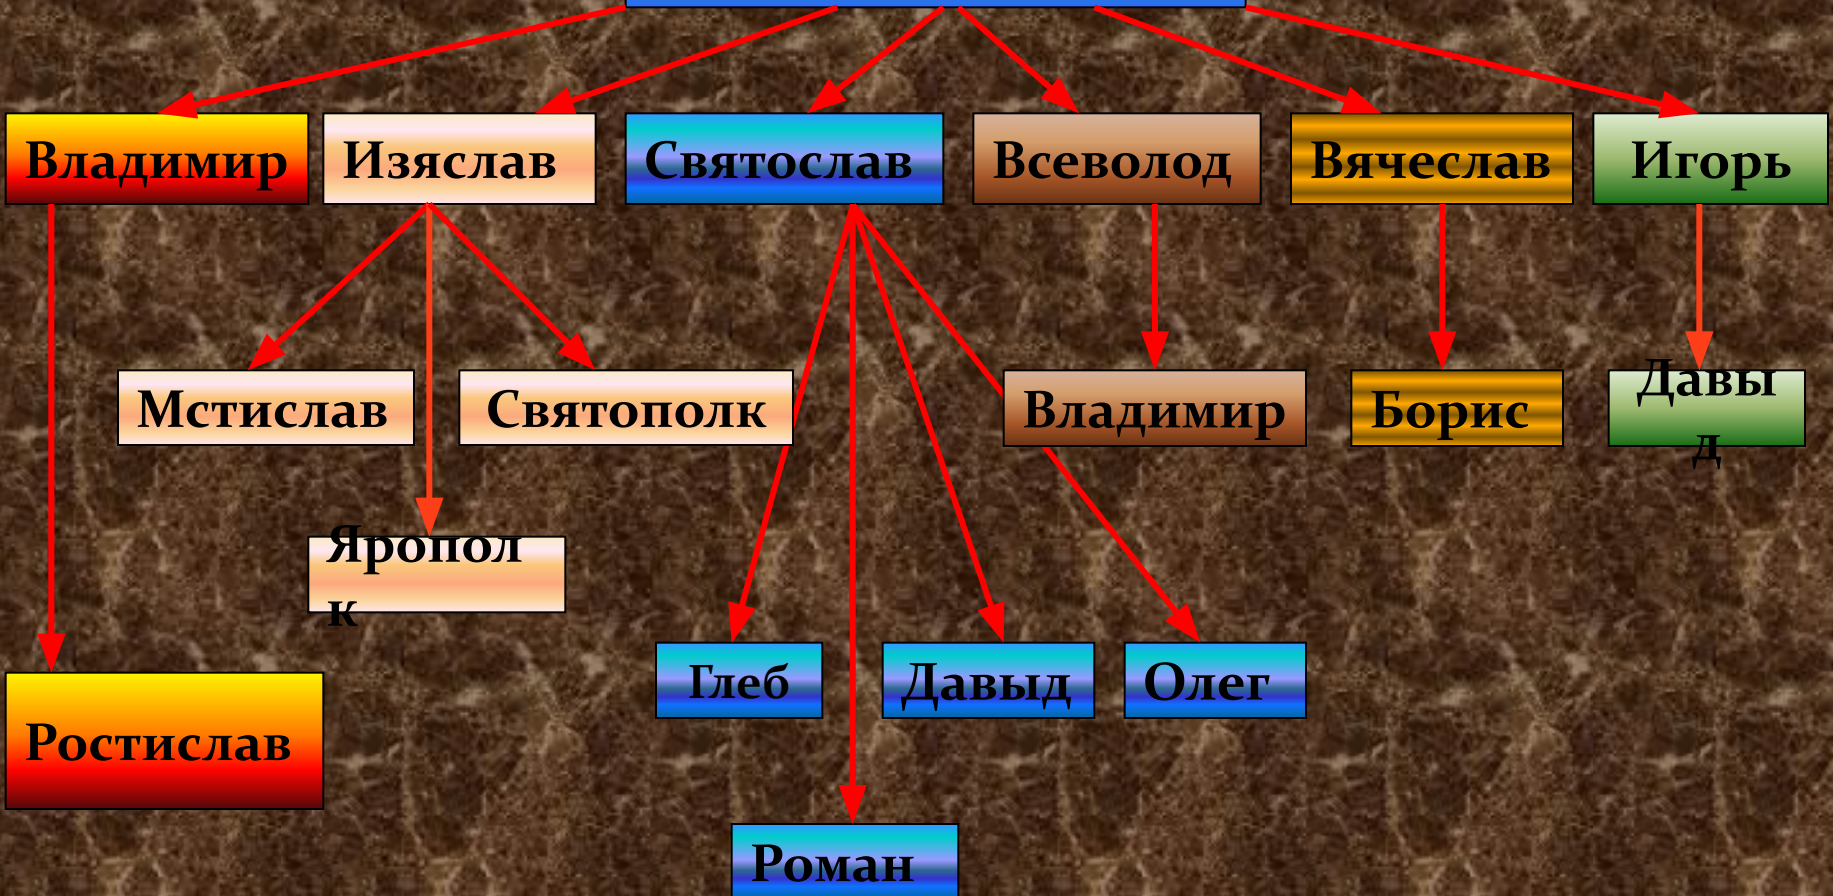 Владимир
Изяслав
Святослав
Всеволод
Вячеслав
Игорь
Мстислав
Святополк
Владимир
Борис
Давы
д
Яропол
к
Глеб
Давыд
Олег
Ростислав
Роман